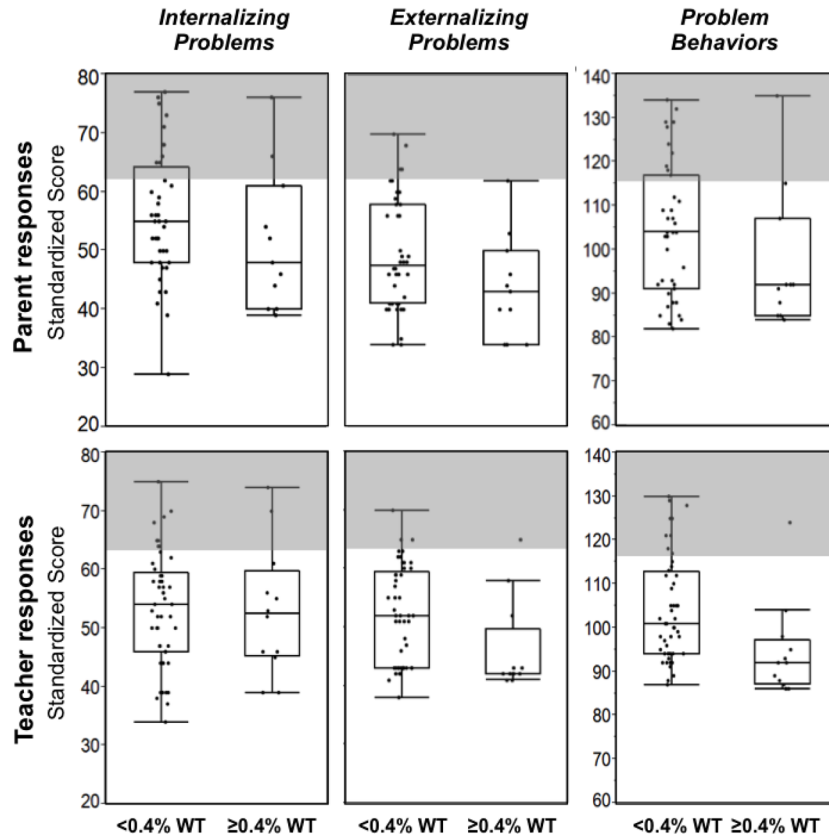 Internalizing
Problems
Externalizing
Problems
Problem
Behaviors
Parent responses
Standardized Score
80
70
60
50
40
30
20
140
130
120
110
100
90
80
70
60
Teacher responses
Standardized Score
80
70
60
50
40
30
20
140
130
120
110
100
90
80
70
60
<0.4% WT ≥0.4% WT <0.4% WT ≥0.4% WT <0.4% WT ≥0.4% WT